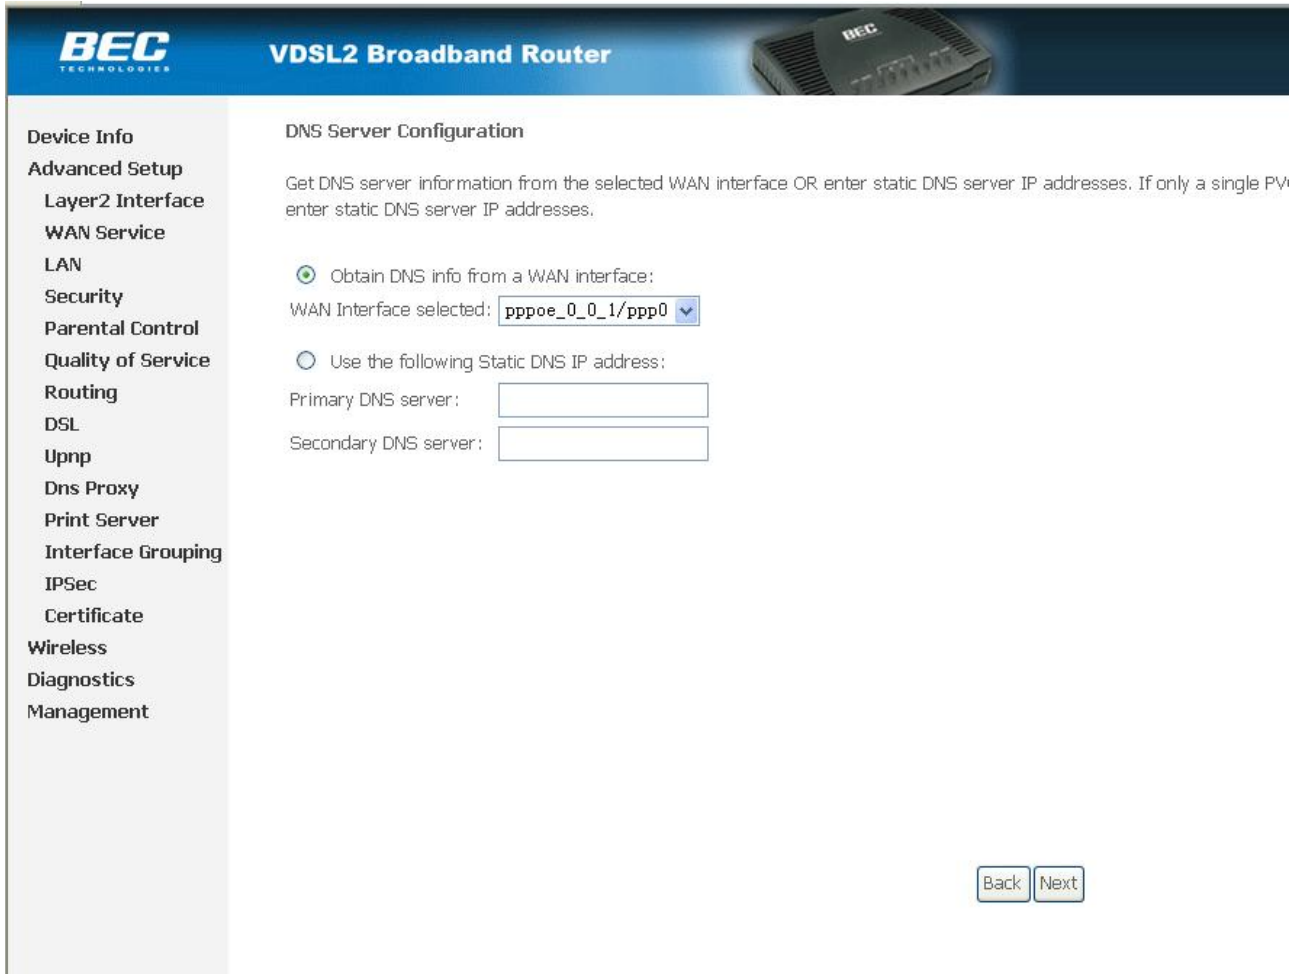 BEC
TECHNOLOGIES
VDSL2 Broadband Router
BEC
Device Info
Advanced Setup
Layer2 Interface
WAN Service
LAN
Security
Parental Control
Quality of Service
Routing
DSL
Upnp
Dns Proxy
Print Server
Interface Grouping
IPSec
Certificate
Wireless
Diagnostics
Management
DNS Server Configuration
Get DNS server information from the selected WAN interface OR enter static DNS server IP addresses. If only a single PV
enter static DNS server IP addresses.
Obtain DNS info from a WAN interface:
WAN Interface selected: pppoe_0_0_1/ppp0
Use the following Static DNS IP address:
Primary DNS server:
Secondary DNS server:
Back Next